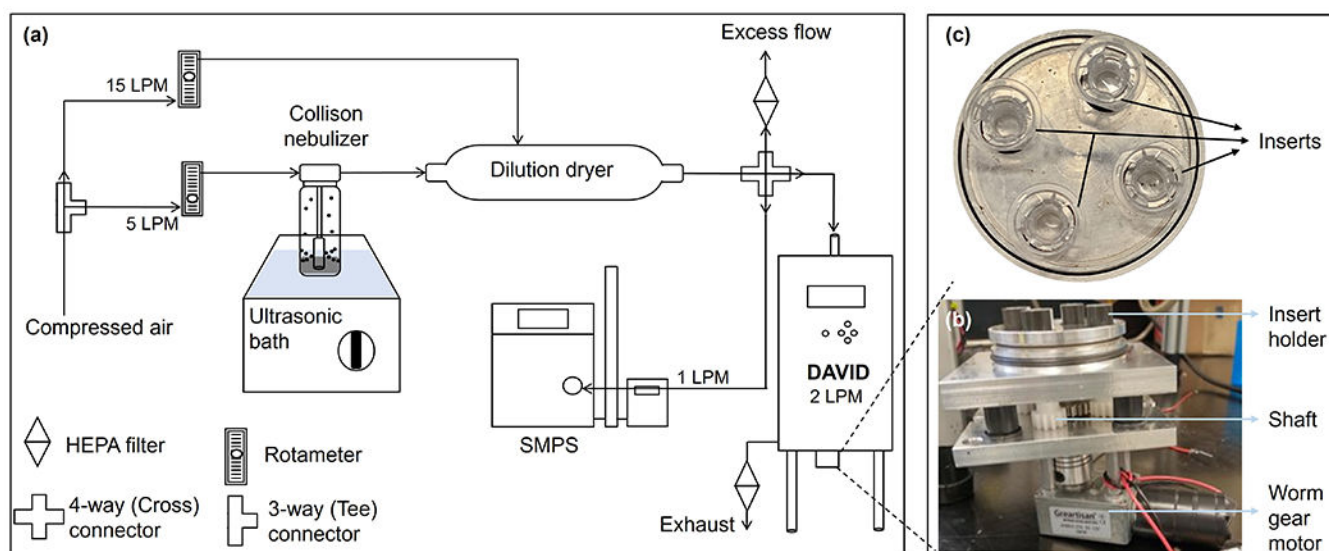 (a)
15 LPM
Collison
nebulizer
Excess flow
Dilution dryer
5 LPM
Compressed air
Ultrasonic
bath
1 LPM
SMPS
DAVID
2 LPM
HEPA filter
Rotameter
4-way (Cross)
connector
3-way (Tee)
connector
Exhaust
(c)
Inserts
(b)
Insert
holder
Shaft
Greartisan
Worm
gear
motor